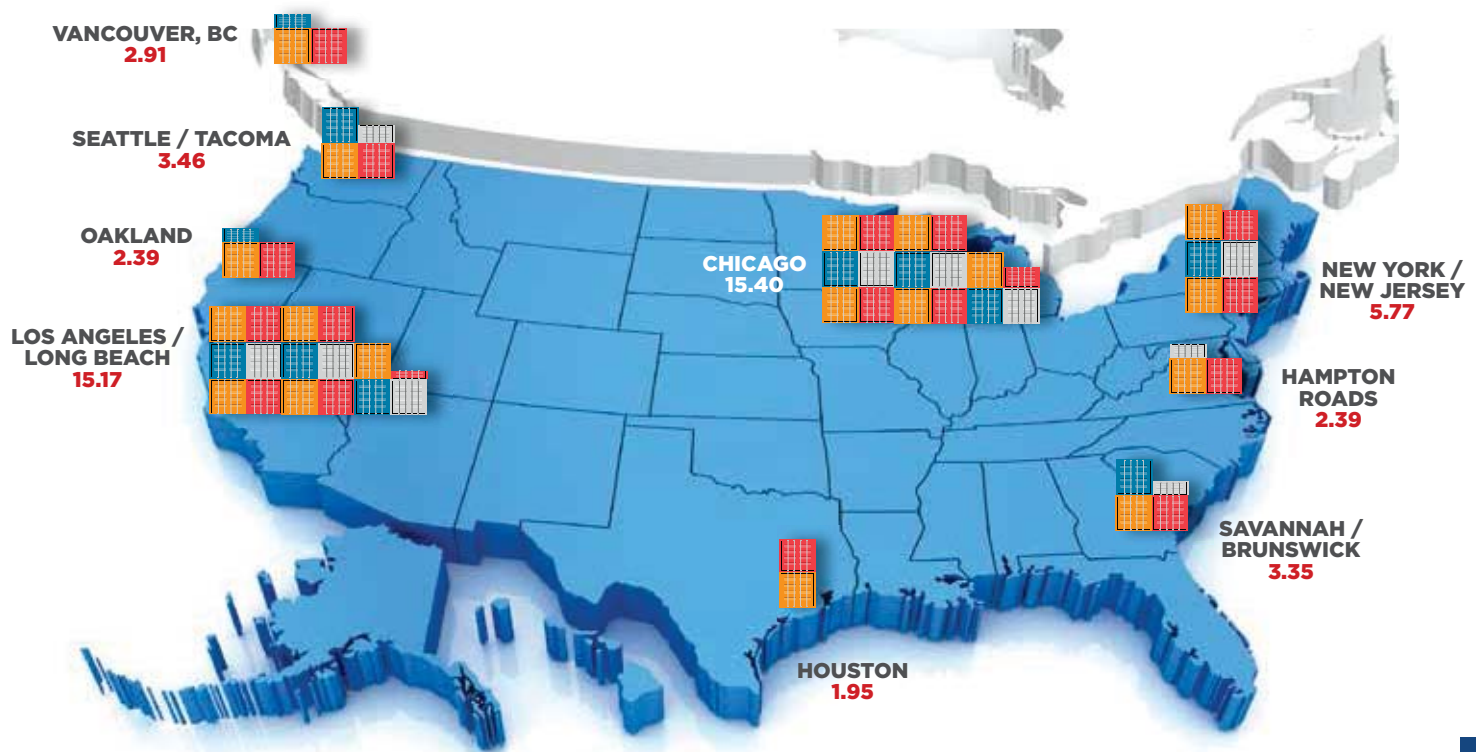 VANCOUVER, BC
2.91
SEATTLE / TACOMA
3.46
OAKLAND
2.39
LOS ANGELES /
LONG BEACH
15.17
CHICAGO
15.40
NEW YORK /
NEW JERSEY
5.77
HAMPTON
ROADS
2.39
SAVANNAH /
BRUNSWICK
3.35
HOUSTON
1.95